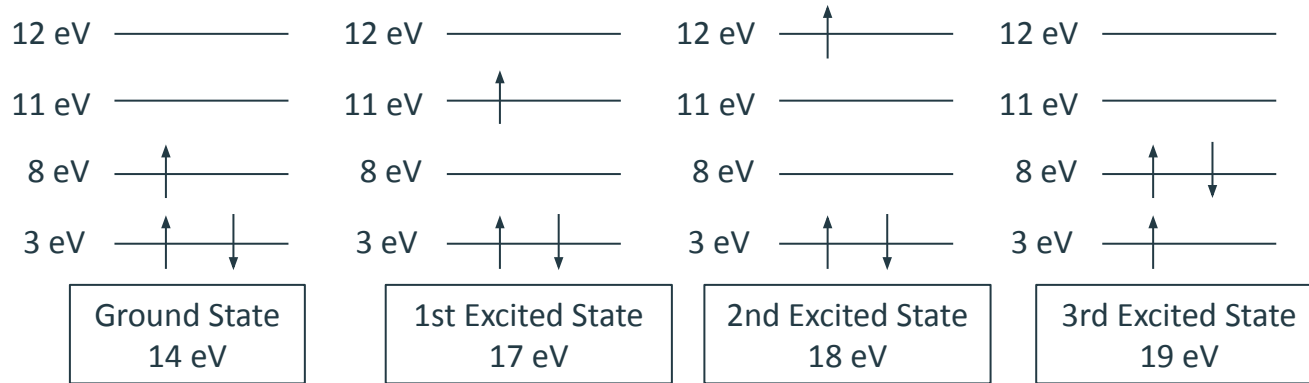 12 eV 12 eV 12 eV 12 eV
11 eV 11 eV 11 eV 11 eV
8 eV 8 eV 8 eV 8 eV
3 eV 3 eV 3 eV 3 eV
Ground State
14 eV
1st Excited State
17 eV
2nd Excited State
18 eV
3rd Excited State
19 eV